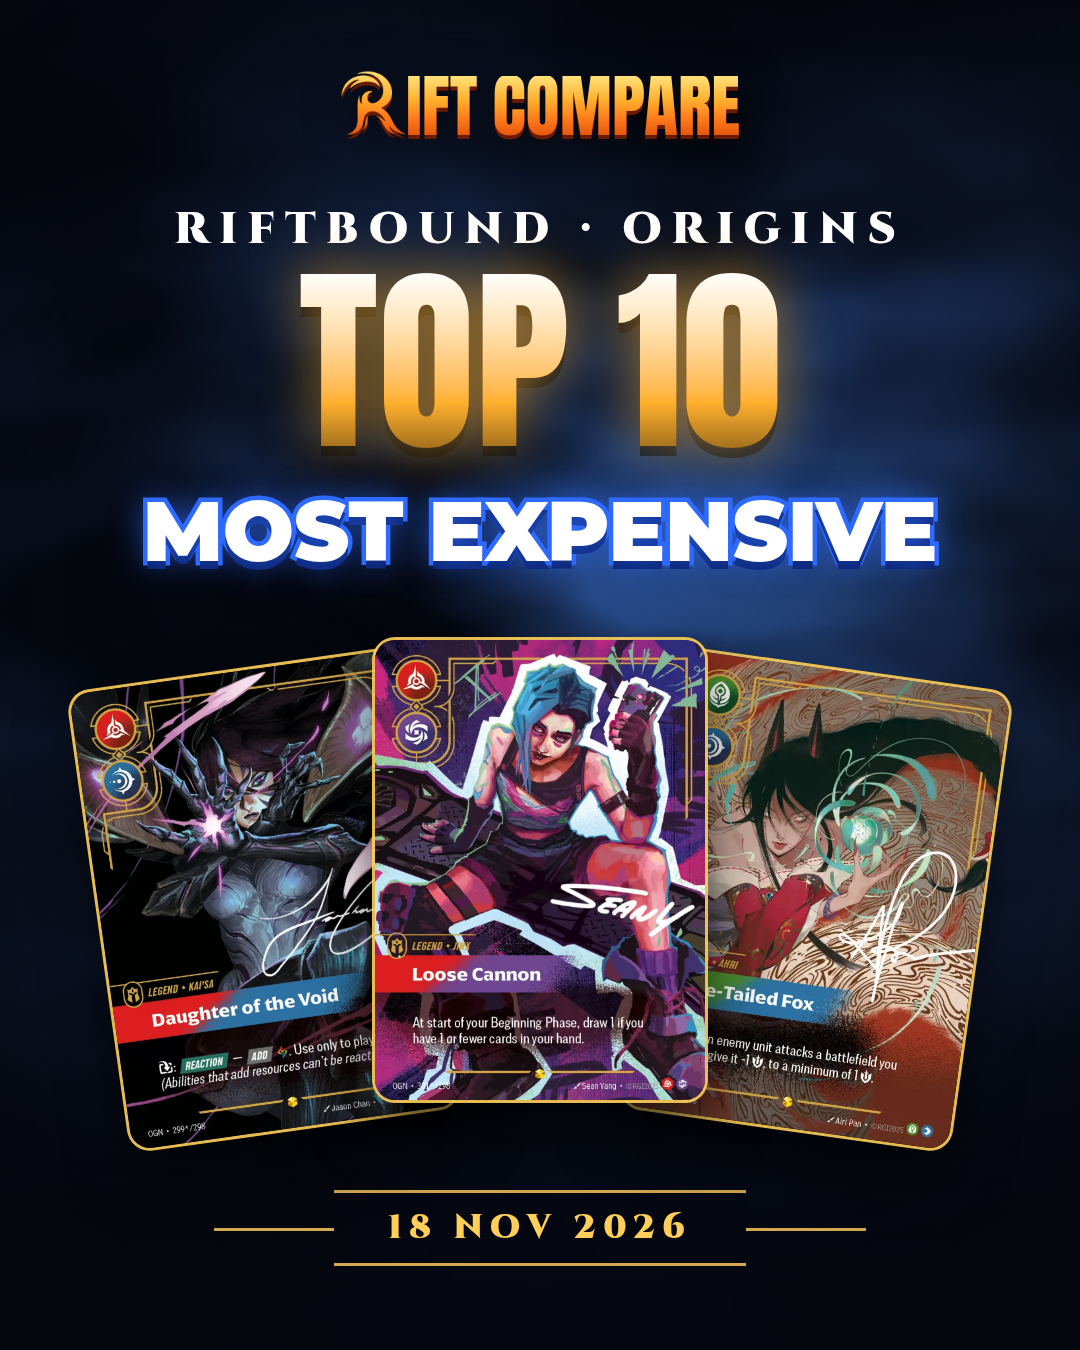 RIFT COMPARE
RIFTBOUND · ORIGINS
TOP 10
MOST EXPENSIVE
LEGEND • KAI'SA
Daughter of the Void
REACTION — ADD . Use only to play
(Abilities that add resources can't be react
OGN • 299*/298
Jason Chan •
SEAN Y
LEGEND •
Loose Cannon
At start of your Beginning Phase, draw 1 if you
have 1 or fewer cards in your hand.
OGN •
Sean Yang • ©RGI20
• AHRI
e-Tailed Fox
n enemy unit attacks a battlefield you
give it -1 , to a minimum of 1 .
Airi Pan • ©RGI2025
18 NOV 2026